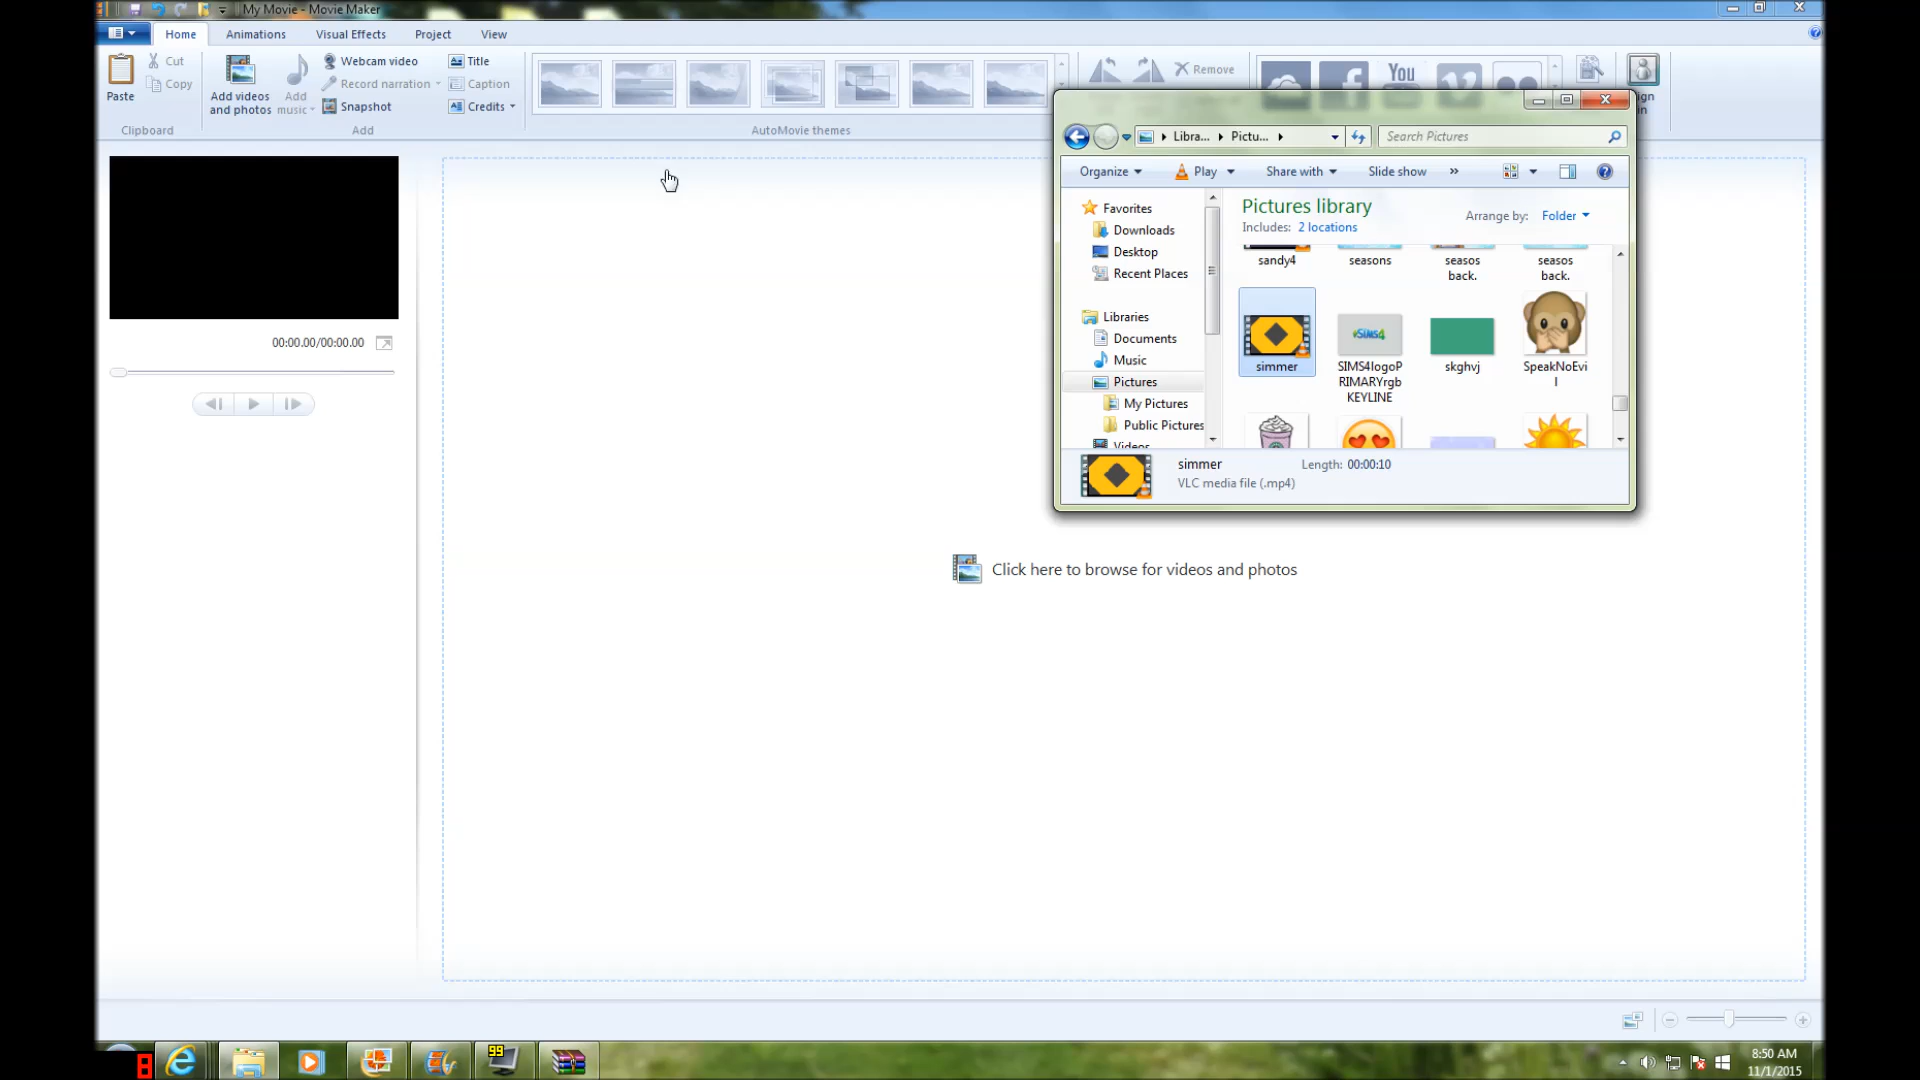 My Movie - Movie Maker
Home
Animations
Visual Effects
Project
View
Paste
Cut
Copy
Clipboard
Add videos
and photos
Add
music
Webcam video
Record narration
Snapshot
Title
Caption
Credits
Add
AutoMovie themes
Remove
You
in
00:00.00/00:00.00
Click here to browse for videos and photos
Libra...
Pictu...
Search Pictures
Organize
Play
Share with
Slide show
»
Favorites
Downloads
Desktop
Recent Places
Libraries
Documents
Music
Pictures
My Pictures
Public Pictures
Videos
Pictures library
Includes: 2 locations
Arrange by: Folder
sandy4
seasons
seasos
back.
seasos
back.
simmer
SIMS4
SIMS4logoP
RIMARYrgb
KEYLINE
skghvj
SpeakNoEvi
l
simmer
Length: 00:00:10
VLC media file (.mp4)
99
8:50 AM
11/1/2015